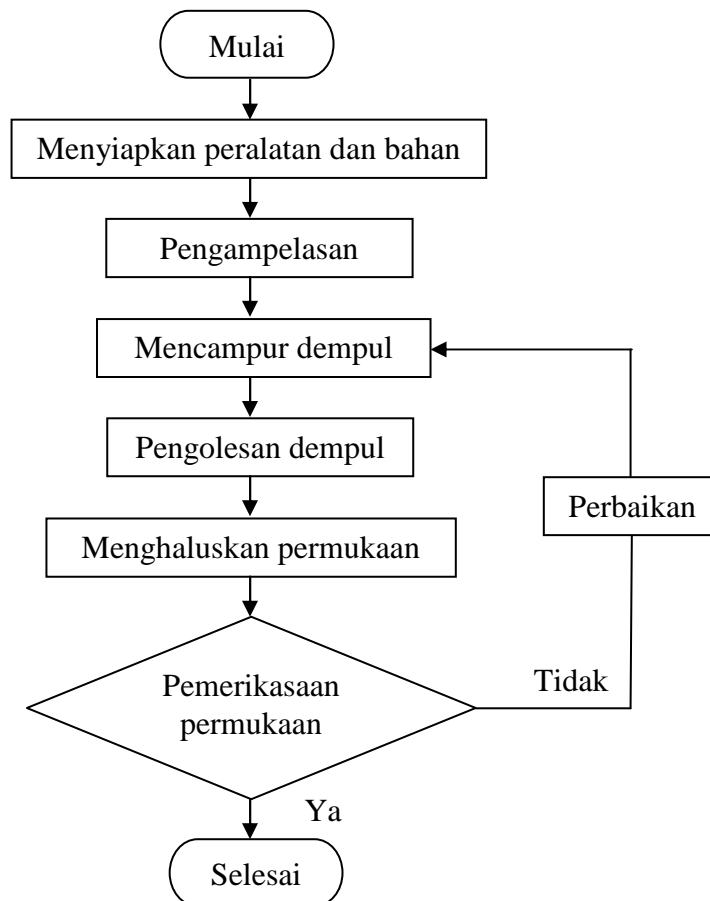 Mulai
Menyiapkan peralatan dan bahan
Pengampelasan
Mencampur dempul
Pengolesan dempul
Perbaikan
Menghaluskan permukaan
Pemerikasaan
permukaan
Tidak
Ya
Selesai